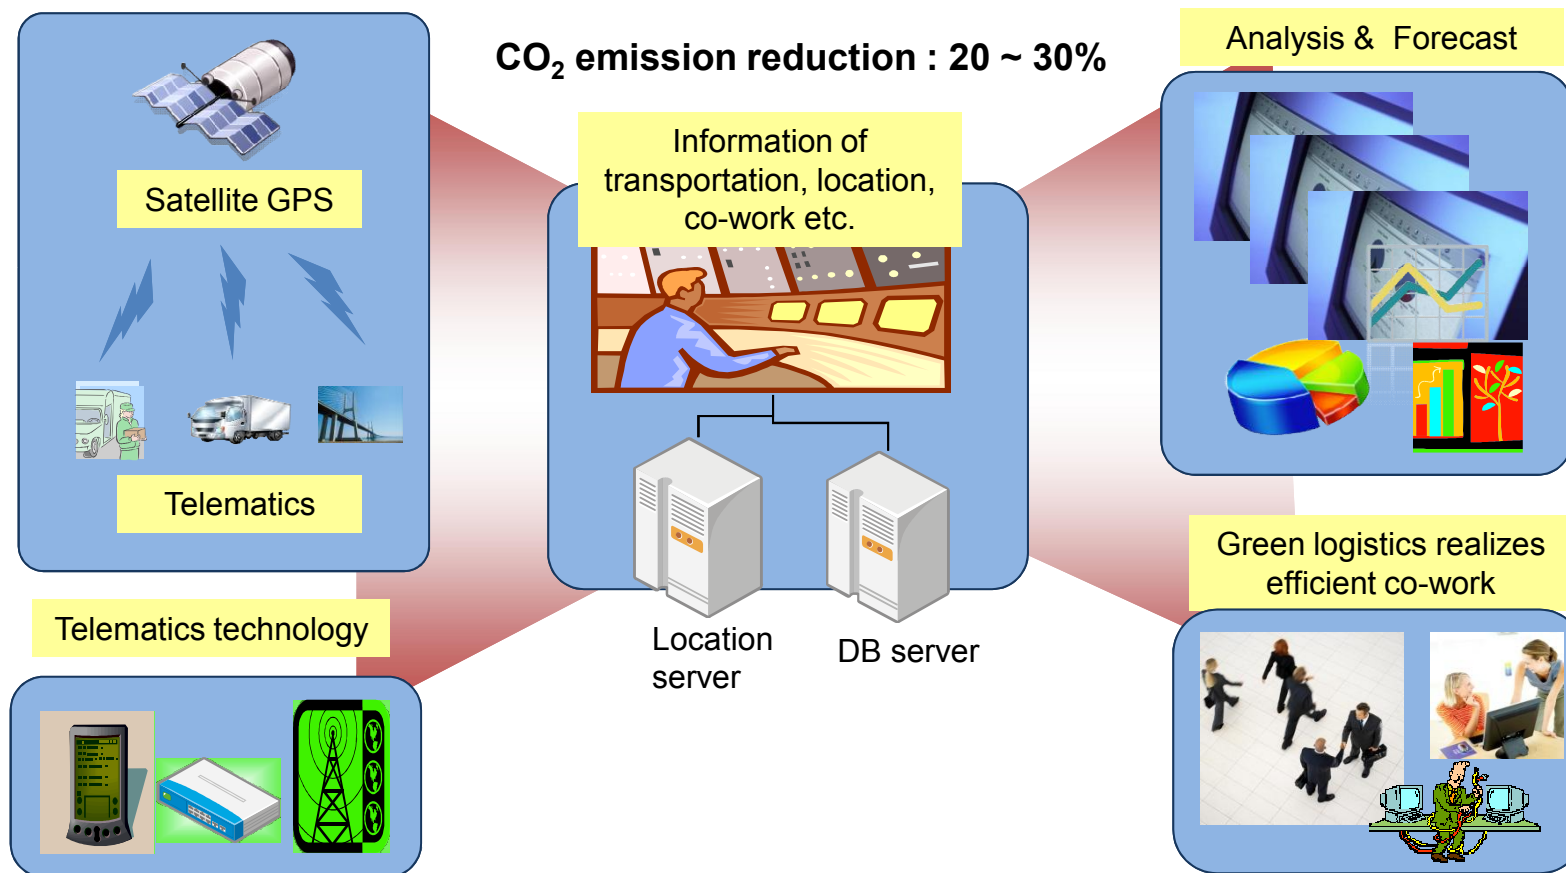 CO₂ emission reduction : 20 ~ 30%
Satellite GPS
Telematics
Telematics technology
Information of
transportation, location,
co-work etc.
Location
server
DB server
Analysis & Forecast
Green logistics realizes
efficient co-work